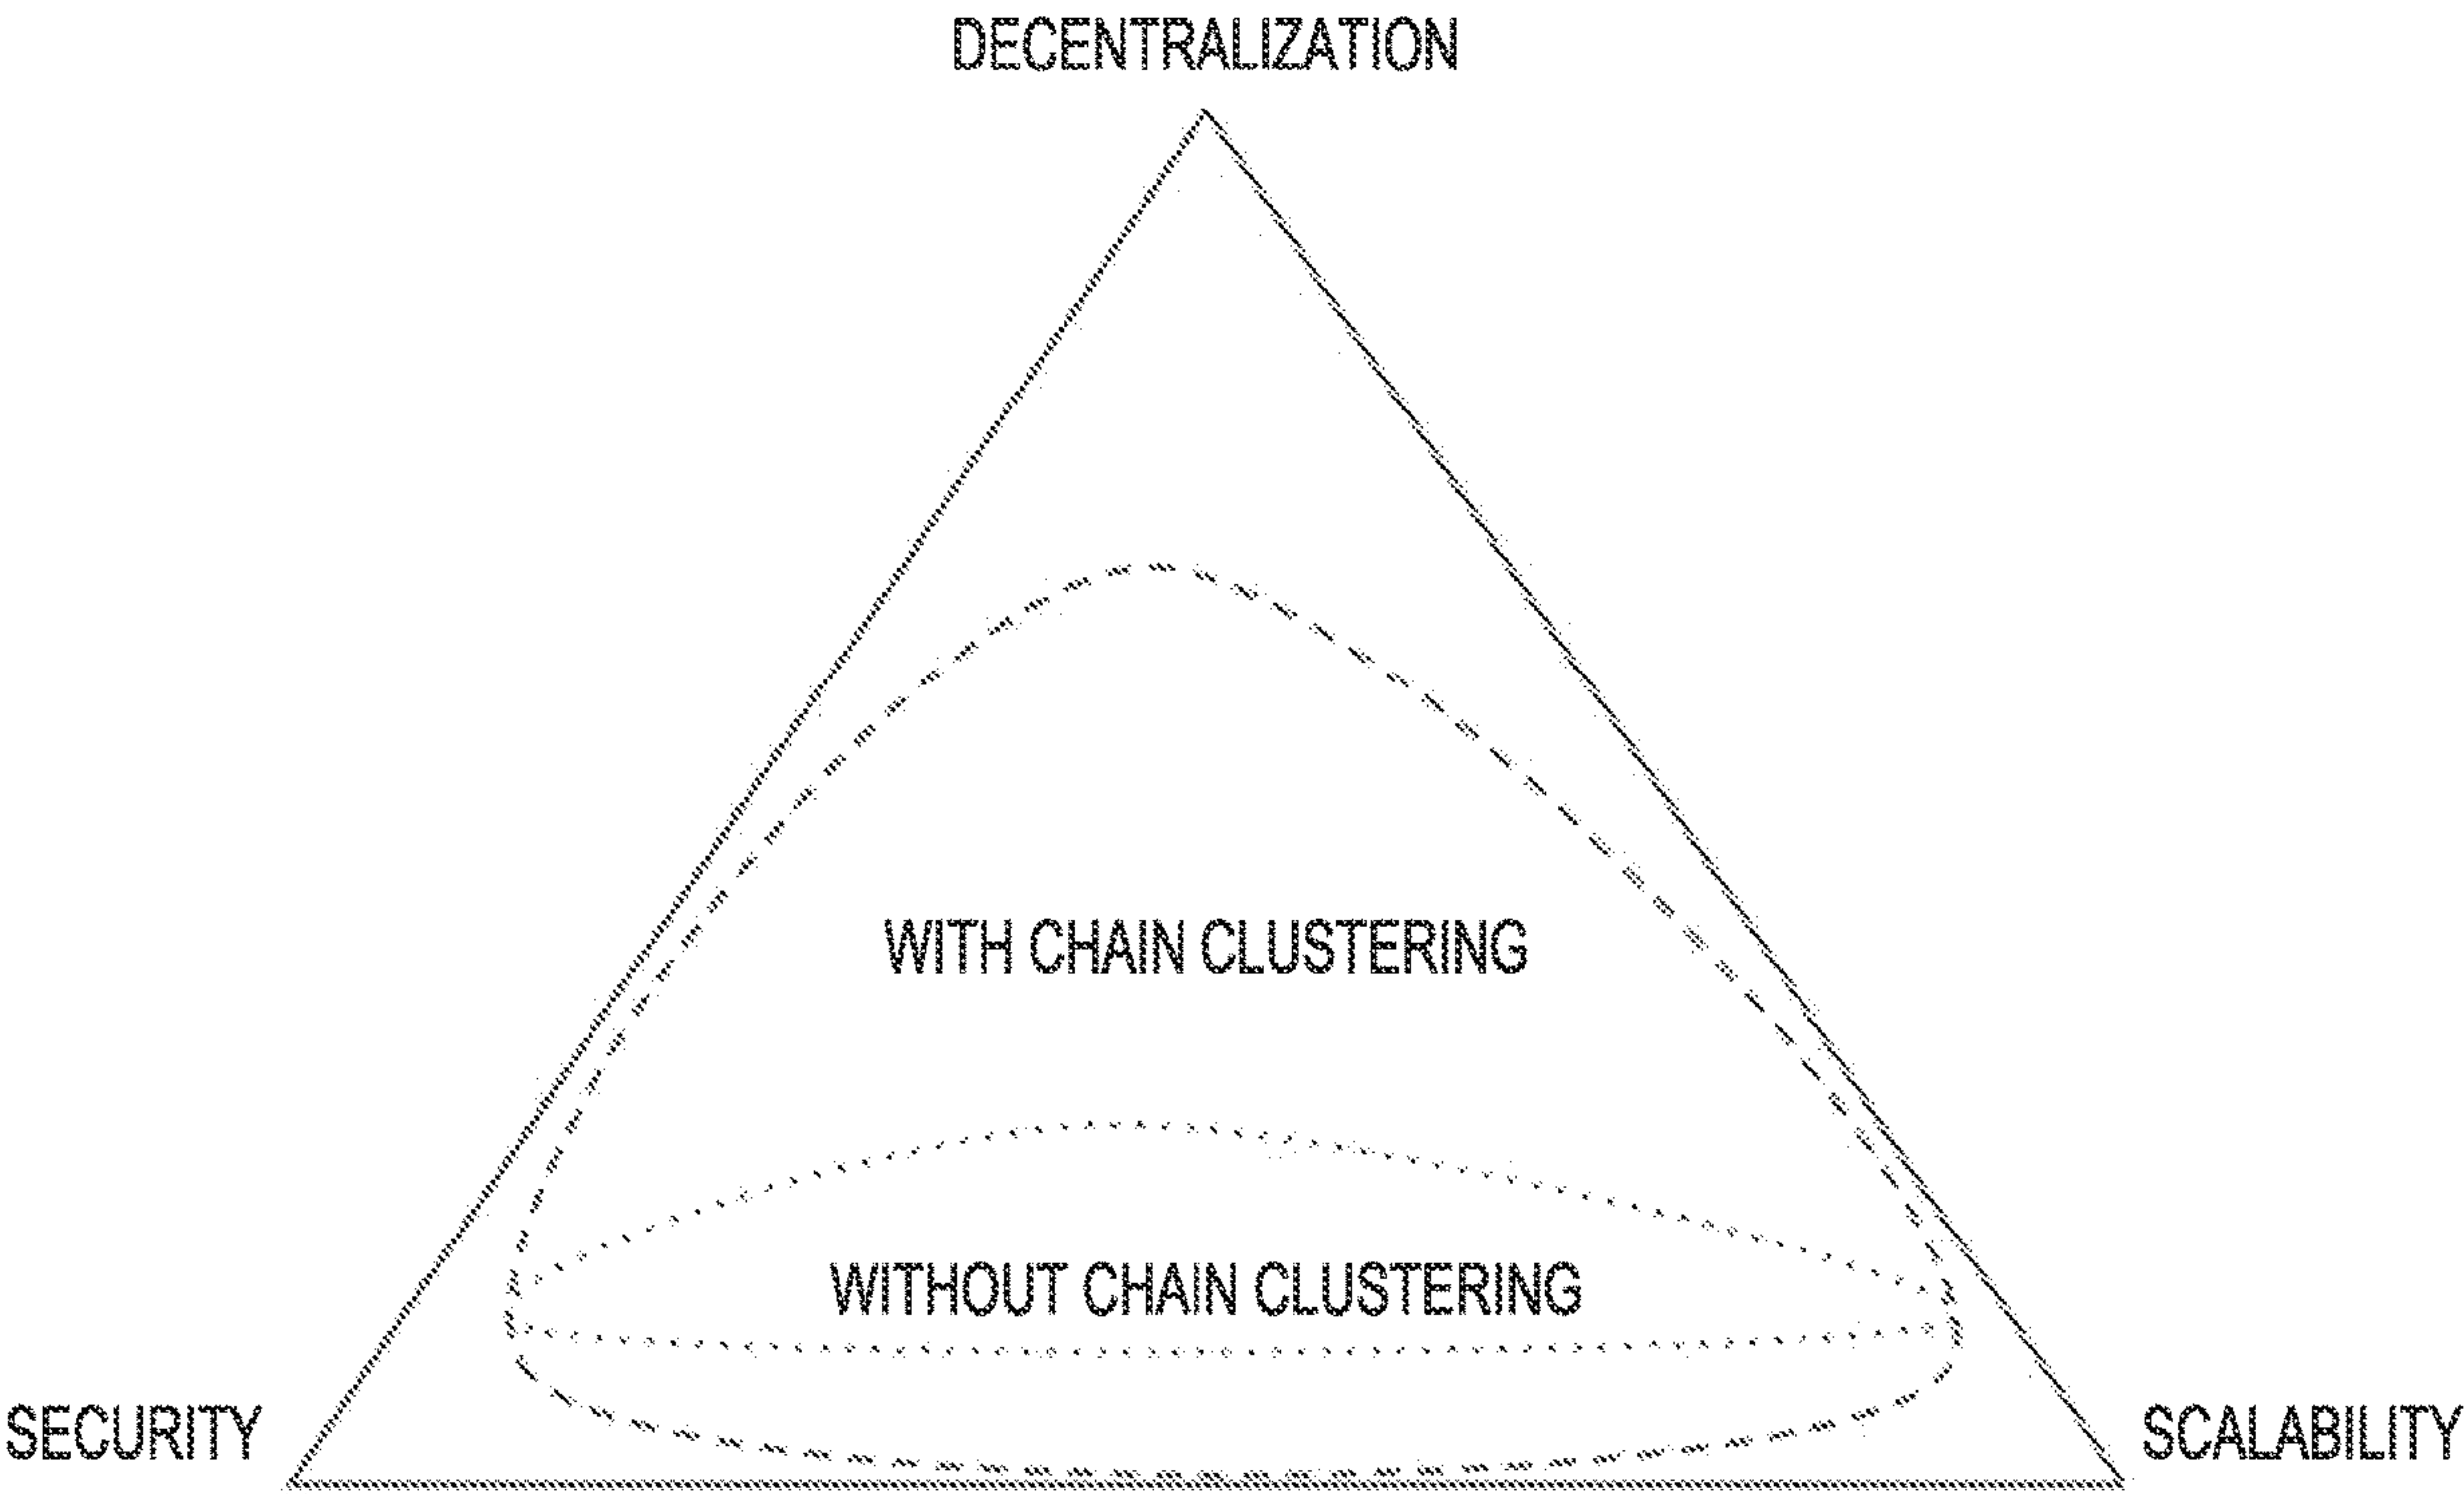 DECENTRALIZATION
WITH CHAIN CLUSTERING
WITHOUT CHAIN CLUSTERING
SECURITY
SCALABILITY